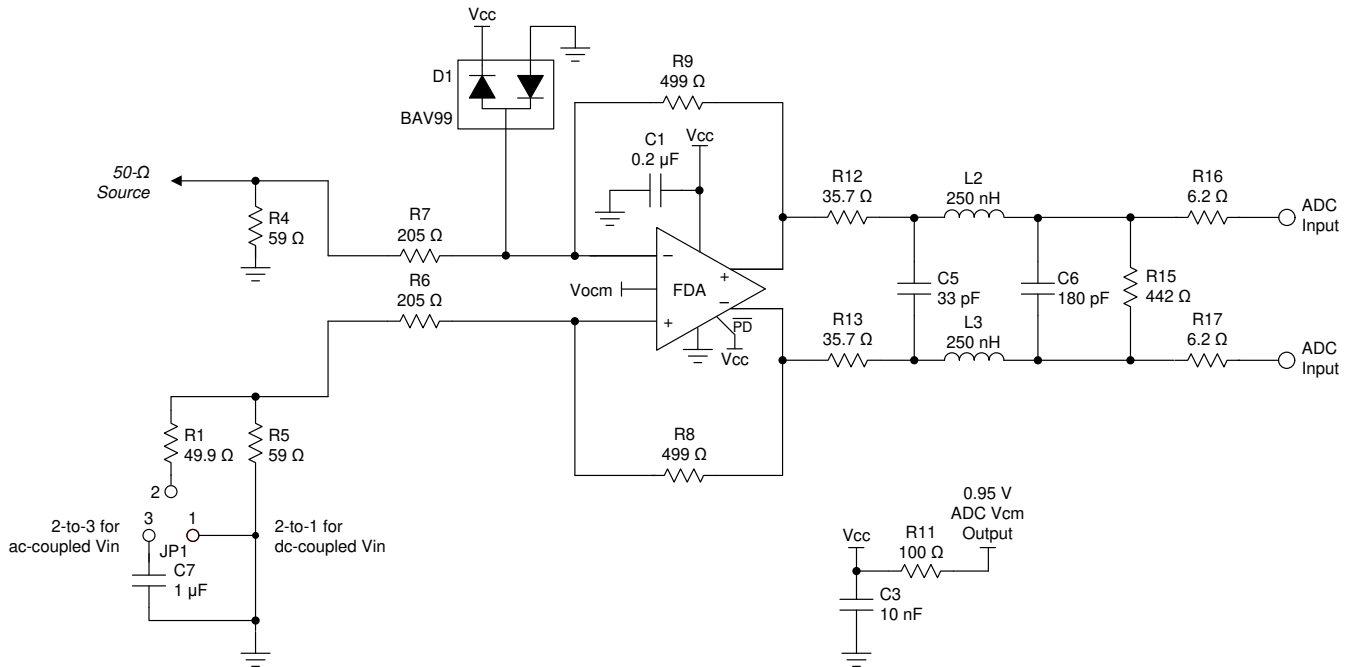 Vcc
D1
BAV99
R9
499 Ω
C1
0.2 µF
Vcc
50-Ω
Source
R4
59 Ω
R7
205 Ω
R6
205 Ω
Vocm
−
+
FDA
+
−
PD
Vcc
R12
35.7 Ω
L2
250 nH
R16
6.2 Ω
ADC
Input
C5
33 pF
C6
180 pF
R15
442 Ω
R13
35.7 Ω
L3
250 nH
R17
6.2 Ω
ADC
Input
R1
49.9 Ω
R5
59 Ω
R8
499 Ω
2
3
1
2-to-3 for
ac-coupled Vin
2-to-1 for
dc-coupled Vin
JP1
C7
1 µF
Vcc
R11
100 Ω
0.95 V
ADC Vcm
Output
C3
10 nF